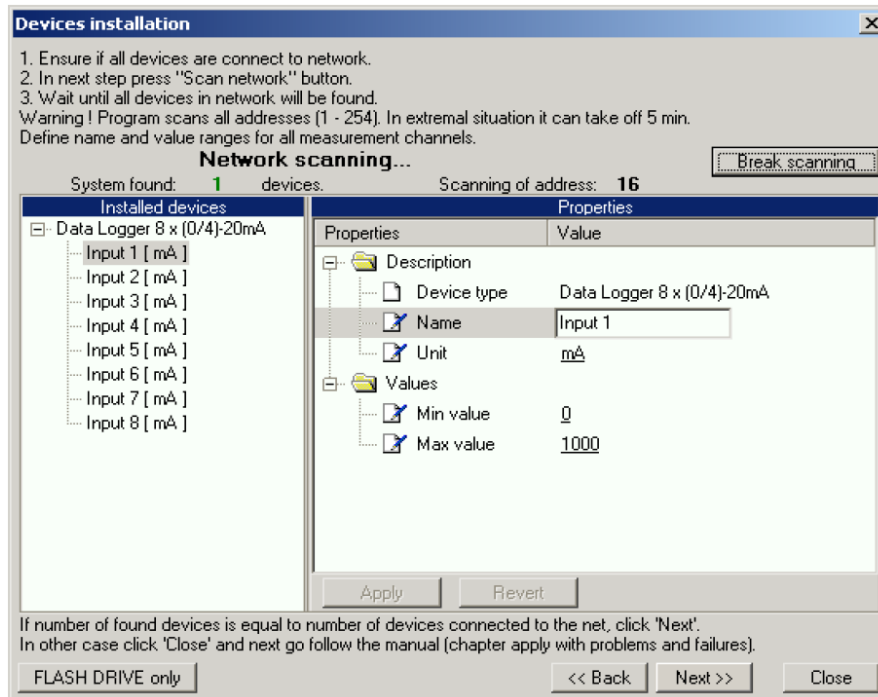 Devices installation
1. Ensure if all devices are connect to network.
2. In next step press "Scan network" button.
3. Wait until all devices in network will be found.
Warning ! Program scans all addresses (1 - 254). In extremal situation it can take off 5 min.
Define name and value ranges for all measurement channels.
Network scanning...
Break scanning
System found: 1 devices. Scanning of address: 16
Installed devices
Data Logger 8 x (0/4)-20mA
Input 1 [ mA ]
Input 2 [ mA ]
Input 3 [ mA ]
Input 4 [ mA ]
Input 5 [ mA ]
Input 6 [ mA ]
Input 7 [ mA ]
Input 8 [ mA ]
Properties
Properties Value
Description
Device type Data Logger 8 x (0/4)-20mA
Name Input 1
Unit mA
Values
Min value 0
Max value 1000
Apply Revert
If number of found devices is equal to number of devices connected to the net, click 'Next'.
In other case click 'Close' and next go follow the manual (chapter apply with problems and failures).
FLASH DRIVE only << Back Next >> Close